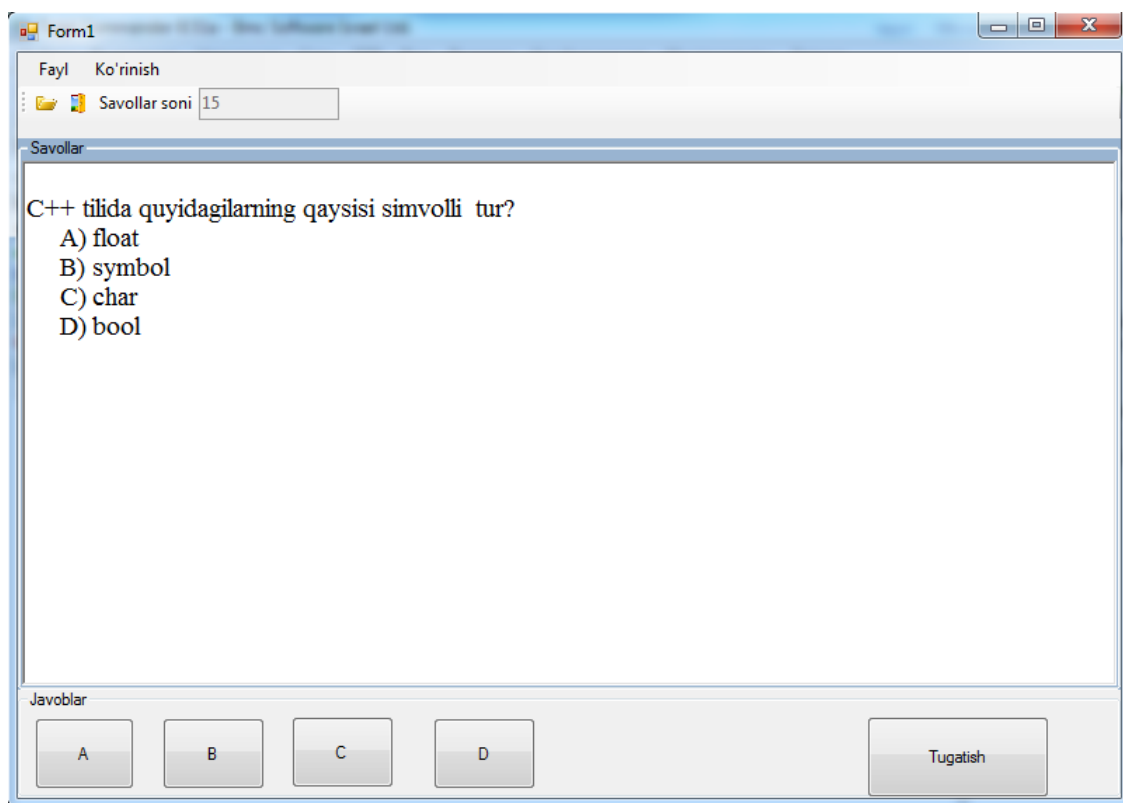 Form1
Fayl Ko'rinish
Savollar soni 15
Savollar
C++ tilida quyidagilarning qaysisi simvolli tur?
A) float
B) symbol
C) char
D) bool
Javoblar
A B C D Tugatish